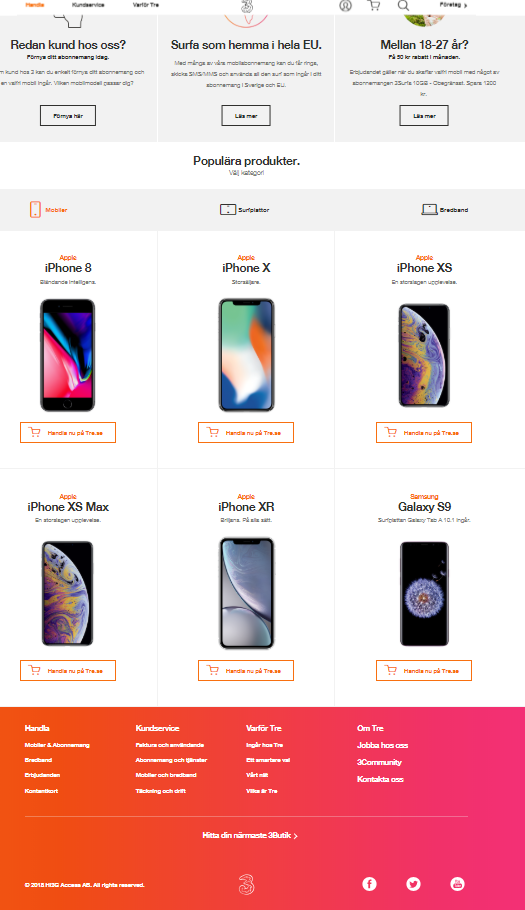 Handla Kundservice Varför Tre 3 Företag
Redan kund hos oss?
Förnya ditt abonnemang idag.
m kund hos 3 kan du enkelt förnya ditt abonnemang och
en valfri mobil ingår. Vilken mobilmodell passar dig?
Förnya här
Surfa som hemma i hela EU.
Med många av våra mobilabonnemang kan du får ringa,
skicka SMS/MMS och använda all den surf som ingår i ditt
abonnemang i Sverige och EU.
Läs mer
Mellan 18-27 år?
Få 50 kr rabatt i månaden.
Erbjudandet gäller när du skaffar valfri mobil med något av
abonnemangen 3Surfa 10GB - Obegränsat. Spara 1200
kr.
Läs mer
Populära produkter.
Välj kategori
Mobiler Surfplattor Bredband
Apple
iPhone 8
Bländande intelligens.
Handla nu på Tre.se
Apple
iPhone X
Storsäljare.
Handla nu på Tre.se
Apple
iPhone XS
En storslagen upplevelse.
Handla nu på Tre.se
Apple
iPhone XS Max
En storslagen upplevelse.
Handla nu på Tre.se
Apple
iPhone XR
Briljans. På alla sätt.
Handla nu på Tre.se
Samsung
Galaxy S9
Surfplattan Galaxy Tab A 10.1 ingår.
Handla nu på Tre.se
Handla
Mobiler & Abonnemang
Bredband
Erbjudanden
Kontantkort
Kundservice
Faktura och användande
Abonnemang och tjänster
Mobiler och bredband
Täckning och drift
Varför Tre
Ingår hos Tre
Ett smartare val
Vårt nät
Vilka är Tre
Om Tre
Jobba hos oss
3Community
Kontakta oss
Hitta din närmaste 3Butik
© 2018 HI3G Access AB. All rights reserved.
3
You
Tube